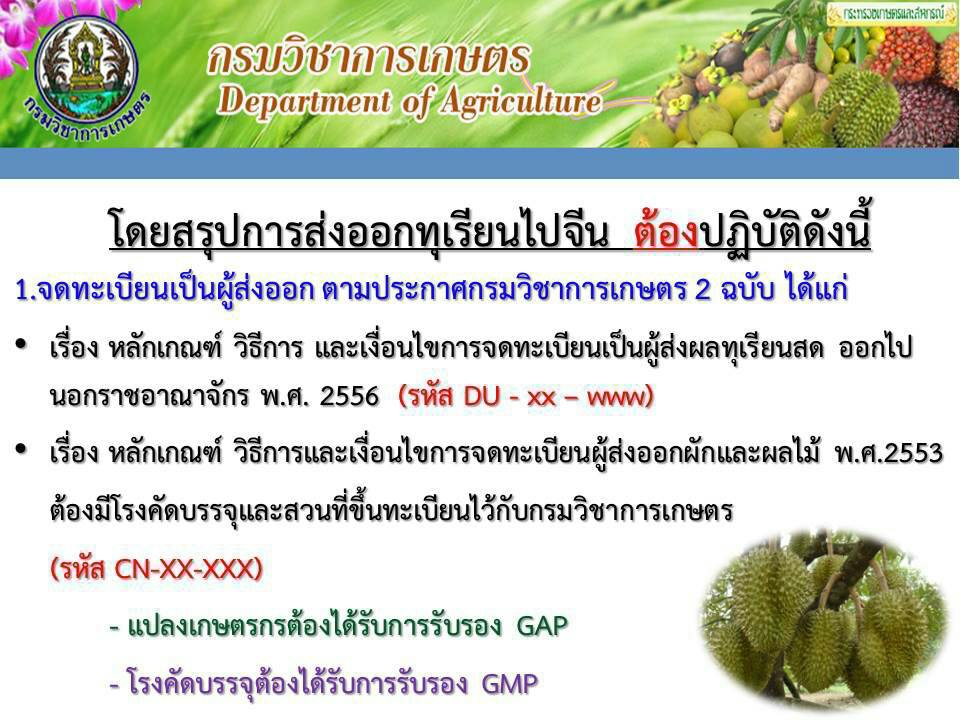 กระทรวงเกษตรและสหกรณ์
กรมวิชาการเกษตร
Department of Agriculture
กรมวิชาการเกษตร
โดยสรุปการส่งออกทุเรียนไปจีน ต้องปฏิบัติดังนี้
1.จดทะเบียนเป็นผู้ส่งออก ตามประกาศกรมวิชาการเกษตร 2 ฉบับ ได้แก่
• เรื่อง หลักเกณฑ์ วิธีการ และเงื่อนไขการจดทะเบียนเป็นผู้ส่งผลทุเรียนสด ออกไป
นอกราชอาณาจักร พ.ศ. 2556 (รหัส DU - xx – www)
• เรื่อง หลักเกณฑ์ วิธีการและเงื่อนไขการจดทะเบียนผู้ส่งออกผักและผลไม้ พ.ศ.2553
ต้องมีโรงคัดบรรจุและสวนที่ขึ้นทะเบียนไว้กับกรมวิชาการเกษตร
(รหัส CN-XX-XXX)
- แปลงเกษตรกรต้องได้รับการรับรอง GAP
- โรงคัดบรรจุต้องได้รับการรับรอง GMP